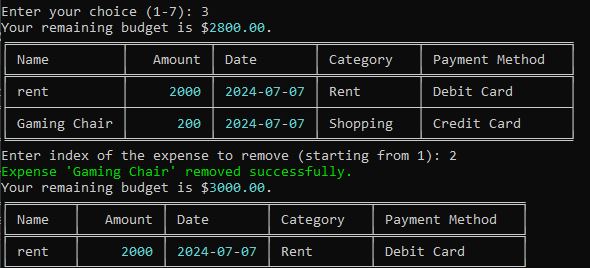 Enter your choice (1-7): 3
Your remaining budget is $2800.00.
Name Amount Date Category Payment Method
rent 2000 2024-07-07 Rent Debit Card
Gaming Chair 200 2024-07-07 Shopping Credit Card
Enter index of the expense to remove (starting from 1): 2
Expense 'Gaming Chair' removed successfully.
Your remaining budget is $3000.00.
Name Amount Date Category Payment Method
rent 2000 2024-07-07 Rent Debit Card